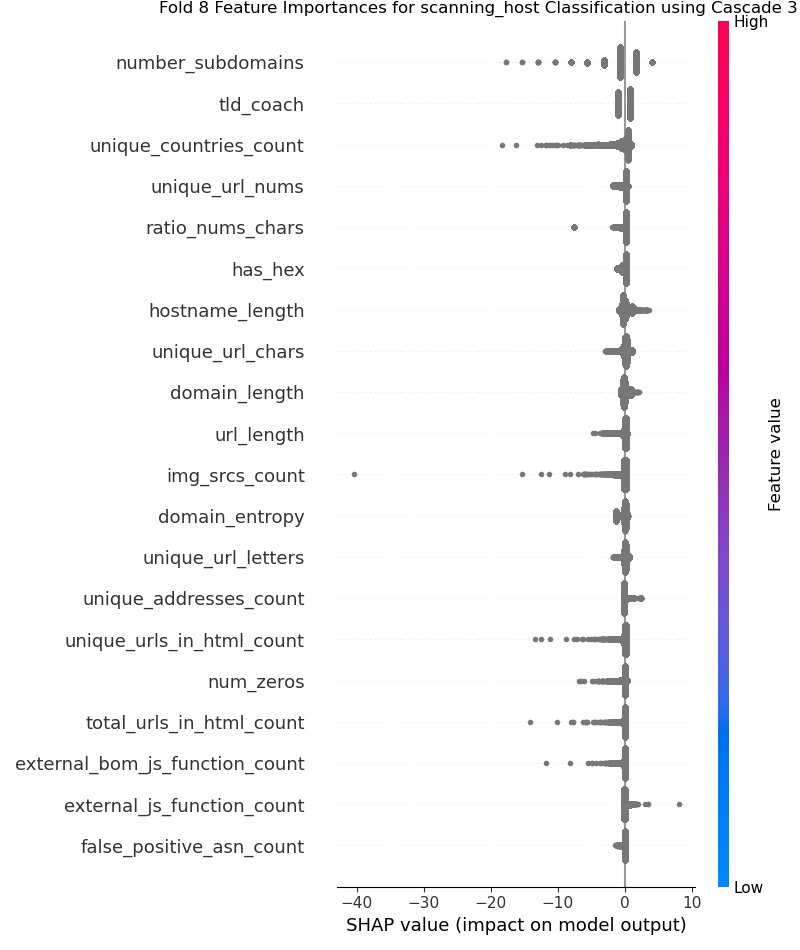 Fold 8 Feature Importances for scanning_host Classification using Cascade 3
High
number_subdomains
tld_coach
unique_countries_count
unique_url_nums
ratio_nums_chars
has_hex
hostname_length
unique_url_chars
domain_length
url_length
img_srcs_count
domain_entropy
unique_url_letters
unique_addresses_count
unique_urls_in_html_count
num_zeros
total_urls_in_html_count
external_bom_js_function_count
external_js_function_count
false_positive_asn_count
Feature value
Low
−40 −30 −20 −10 0 10
SHAP value (impact on model output)